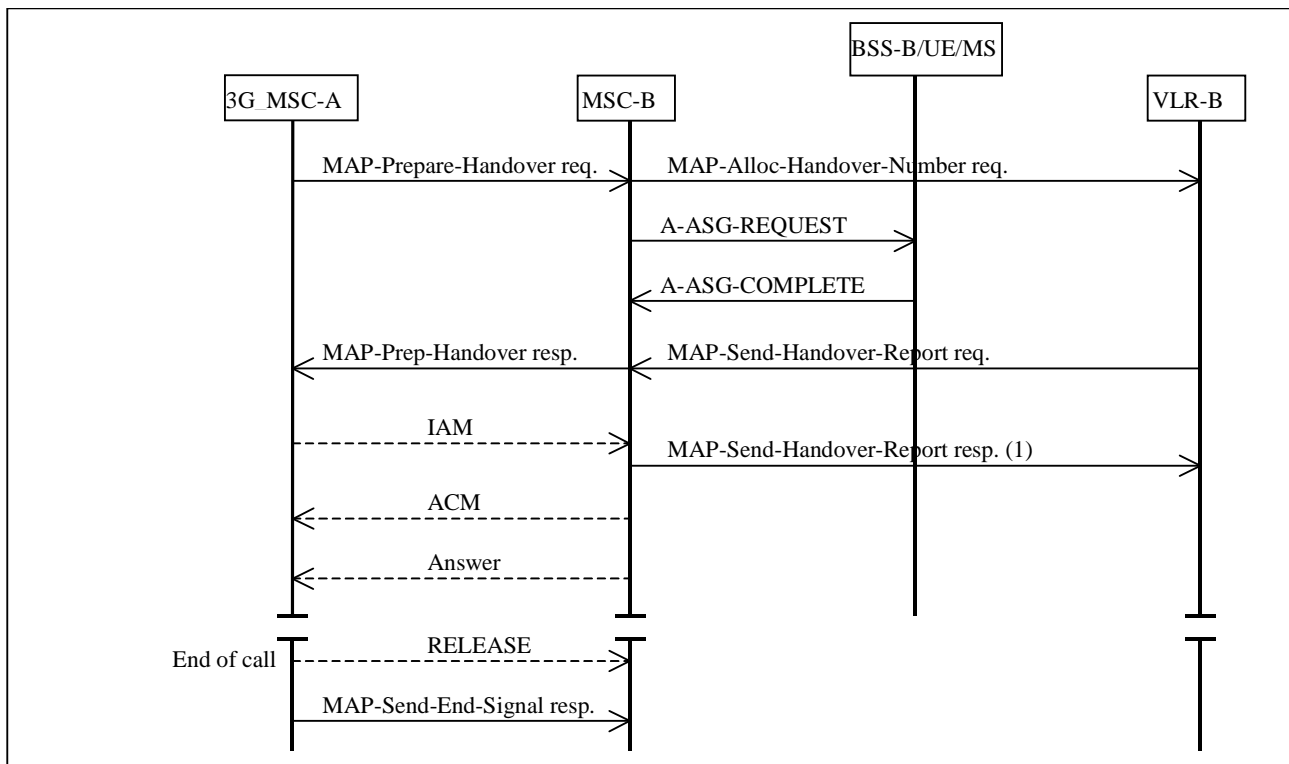 BSS-B/UE/MS
3G_MSC-A
MSC-B
VLR-B
MAP-Prepare-Handover req.
MAP-Alloc-Handover-Number req.
A-ASG-REQUEST
A-ASG-COMPLETE
MAP-Prep-Handover resp.
MAP-Send-Handover-Report req.
IAM
MAP-Send-Handover-Report resp. (1)
ACM
Answer
RELEASE
End of call
MAP-Send-End-Signal resp.